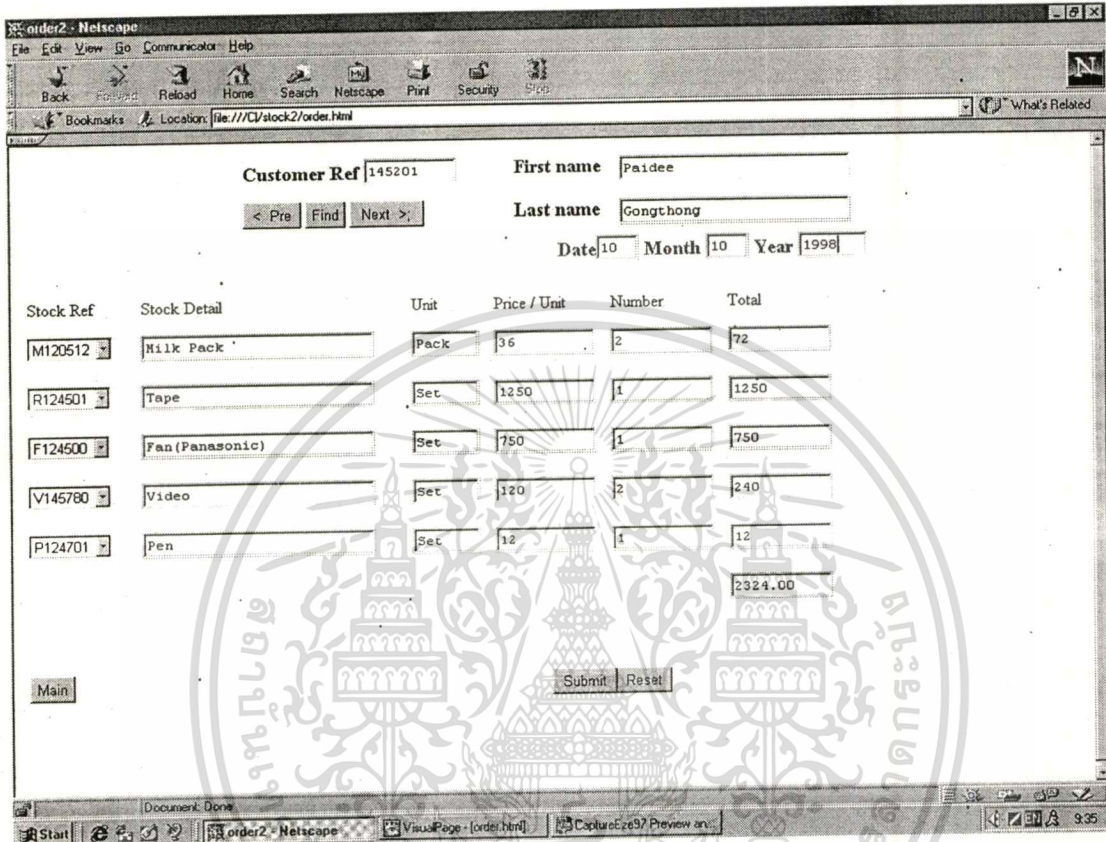 order2 - Netscape
File Edit View Go Communicator Help
Back Forward Reload Home Search Netscape Print Security Stop
Bookmarks Location: file:///C|/stock2/order.html What's Related
Customer Ref 145201 First name Paidee
< Pre Find Next >; Last name Gongthong
Date 10 Month 10 Year 1998
Stock Ref Stock Detail Unit Price / Unit Number Total
M120512 Milk Pack Pack 36 2 72
R124501 Tape Set 1250 1 1250
F124500 Fan(Panasonic) Set 750 1 750
V145780 Video Set 120 2 240
P124701 Pen Set 12 1 12
2324.00
Main Submit Reset
Document: Done
Start order2 - Netscape VisualPage - [order.html] CaptureEze97 Preview an... 9:35